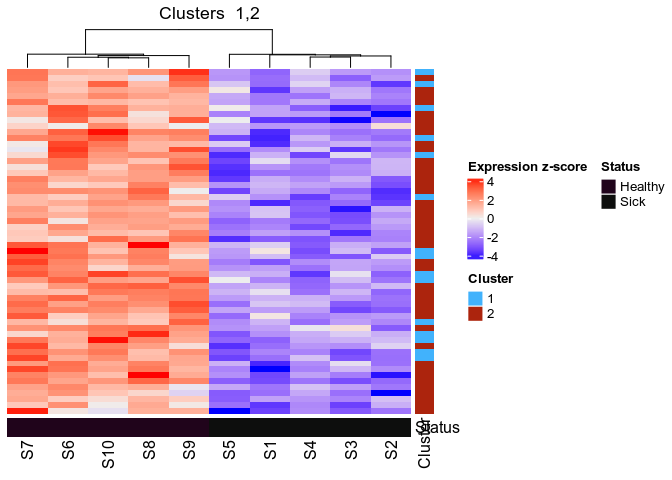 Clusters  1,2
Expression z-score
4
2
0
-2
-4
Status
Healthy
Sick
Cluster
1
2
Status
Cluster
S7
S6
S10
S8
S9
S5
S1
S4
S3
S2